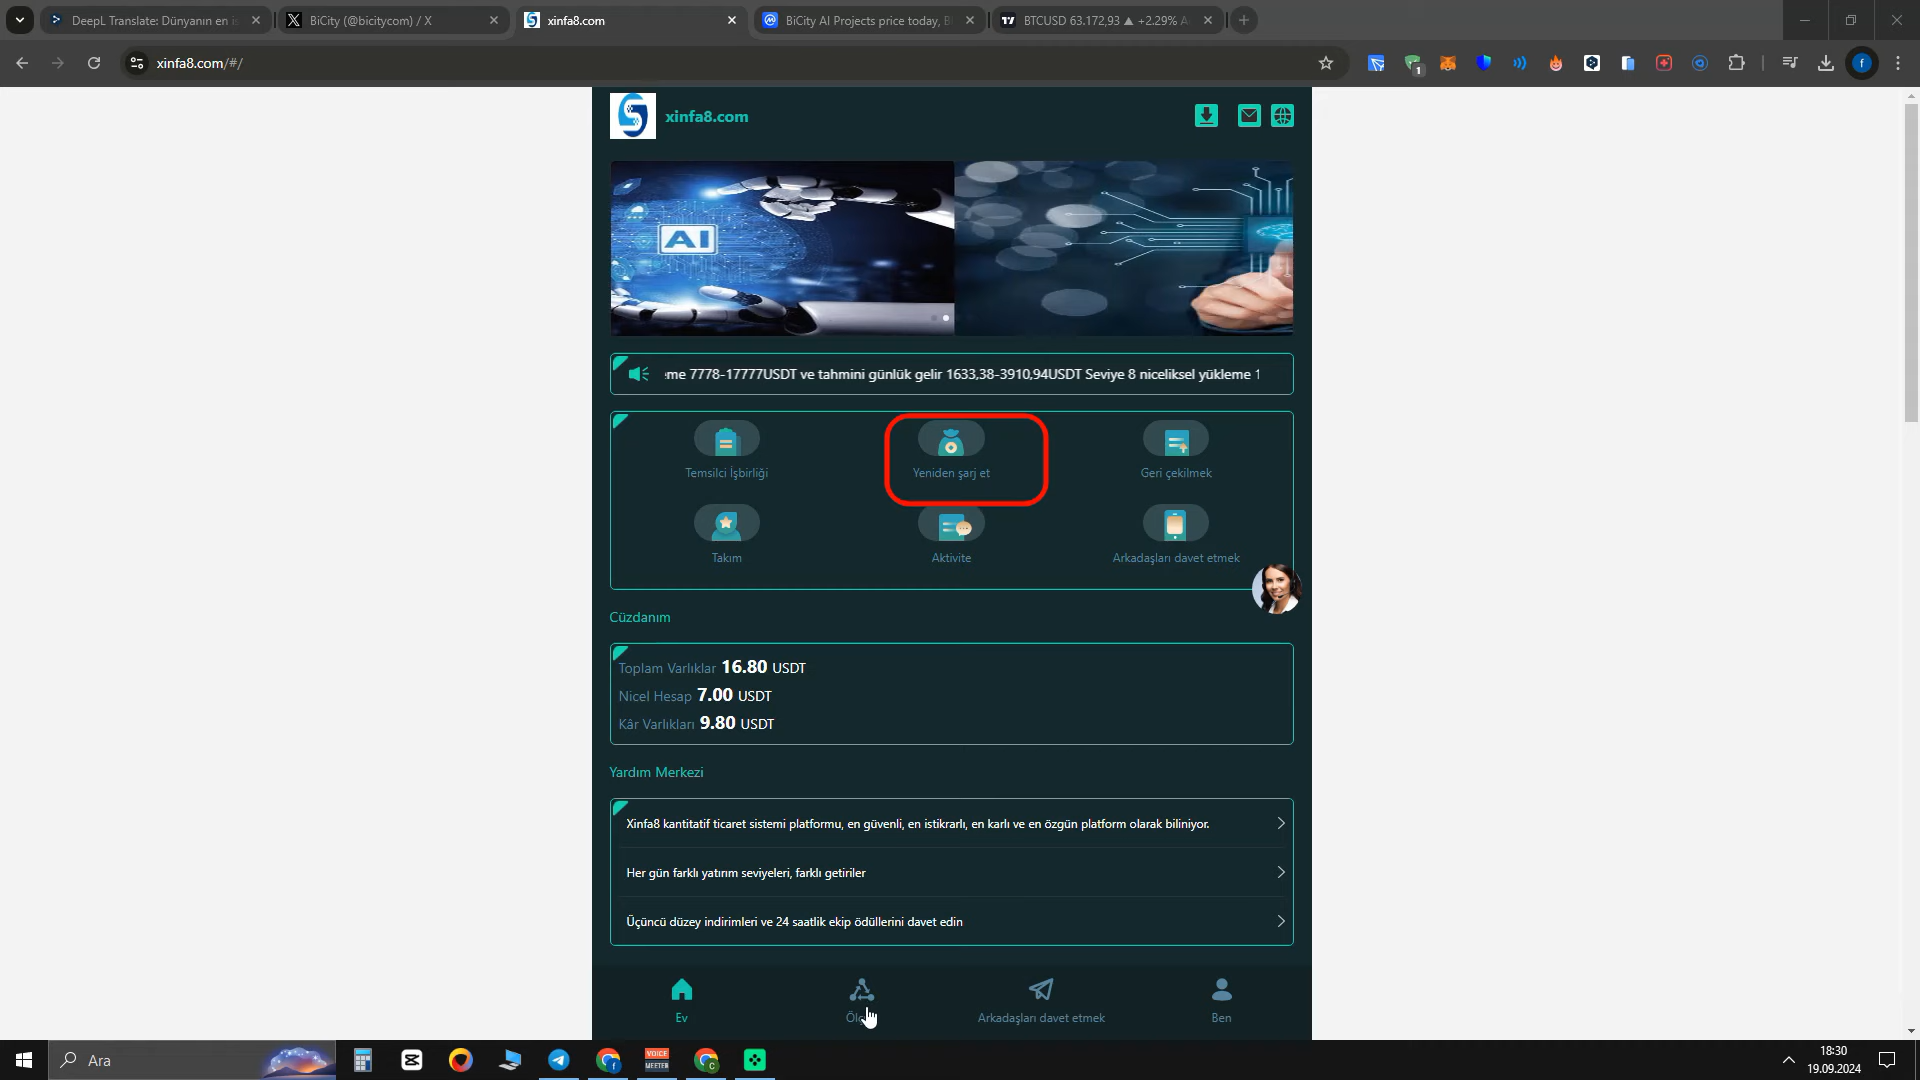 DeepL Translate: Dünyanın en i
BiCity (@bicitycom) / X
xinfa8.com
BiCity AI Projects price today, B
BTCUSD 63.172,93 ▲ +2.29% A
xinfa8.com/#/
1
xinfa8.com
AI
me 7778-17777USDT ve tahmini günlük gelir 1633,38-3910,94USDT Seviye 8 niceliksel yükleme 1
Temsilci İşbirliği
Yeniden şarj et
Geri çekilmek
Takım
Aktivite
Arkadaşları davet etmek
Cüzdanım
Toplam Varlıklar 16.80 USDT
Nicel Hesap 7.00 USDT
Kâr Varlıkları 9.80 USDT
Yardım Merkezi
Xinfa8 kantitatif ticaret sistemi platformu, en güvenli, en istikrarlı, en karlı ve en özgün platform olarak biliniyor.
Her gün farklı yatırım seviyeleri, farklı getiriler
Üçüncü düzey indirimleri ve 24 saatlik ekip ödüllerini davet edin
Ev
Arkadaşları davet etmek
Ben
Ara
VOICE
MEETER
18:30
19.09.2024